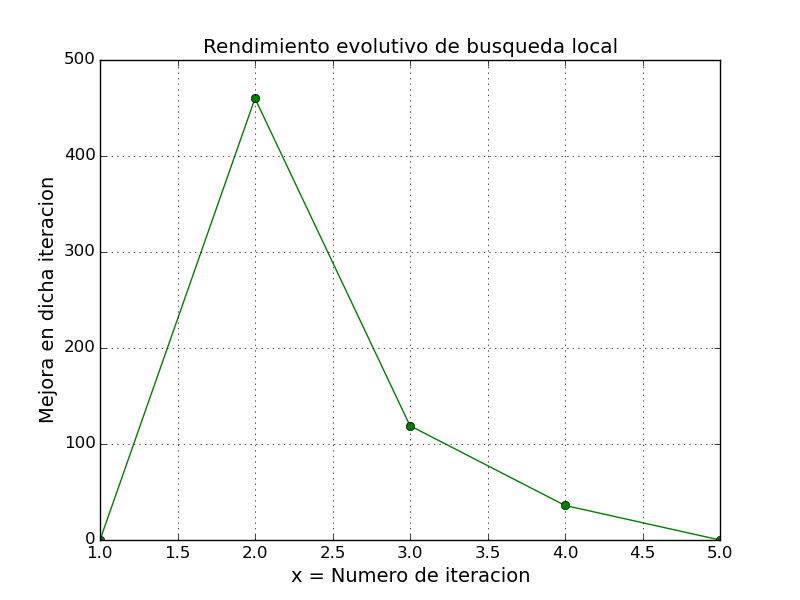 Rendimiento evolutivo de busqueda local
500
400
300
200
100
0
Mejora en dicha iteracion
1.0 1.5 2.0 2.5 3.0 3.5 4.0 4.5 5.0
x = Numero de iteracion